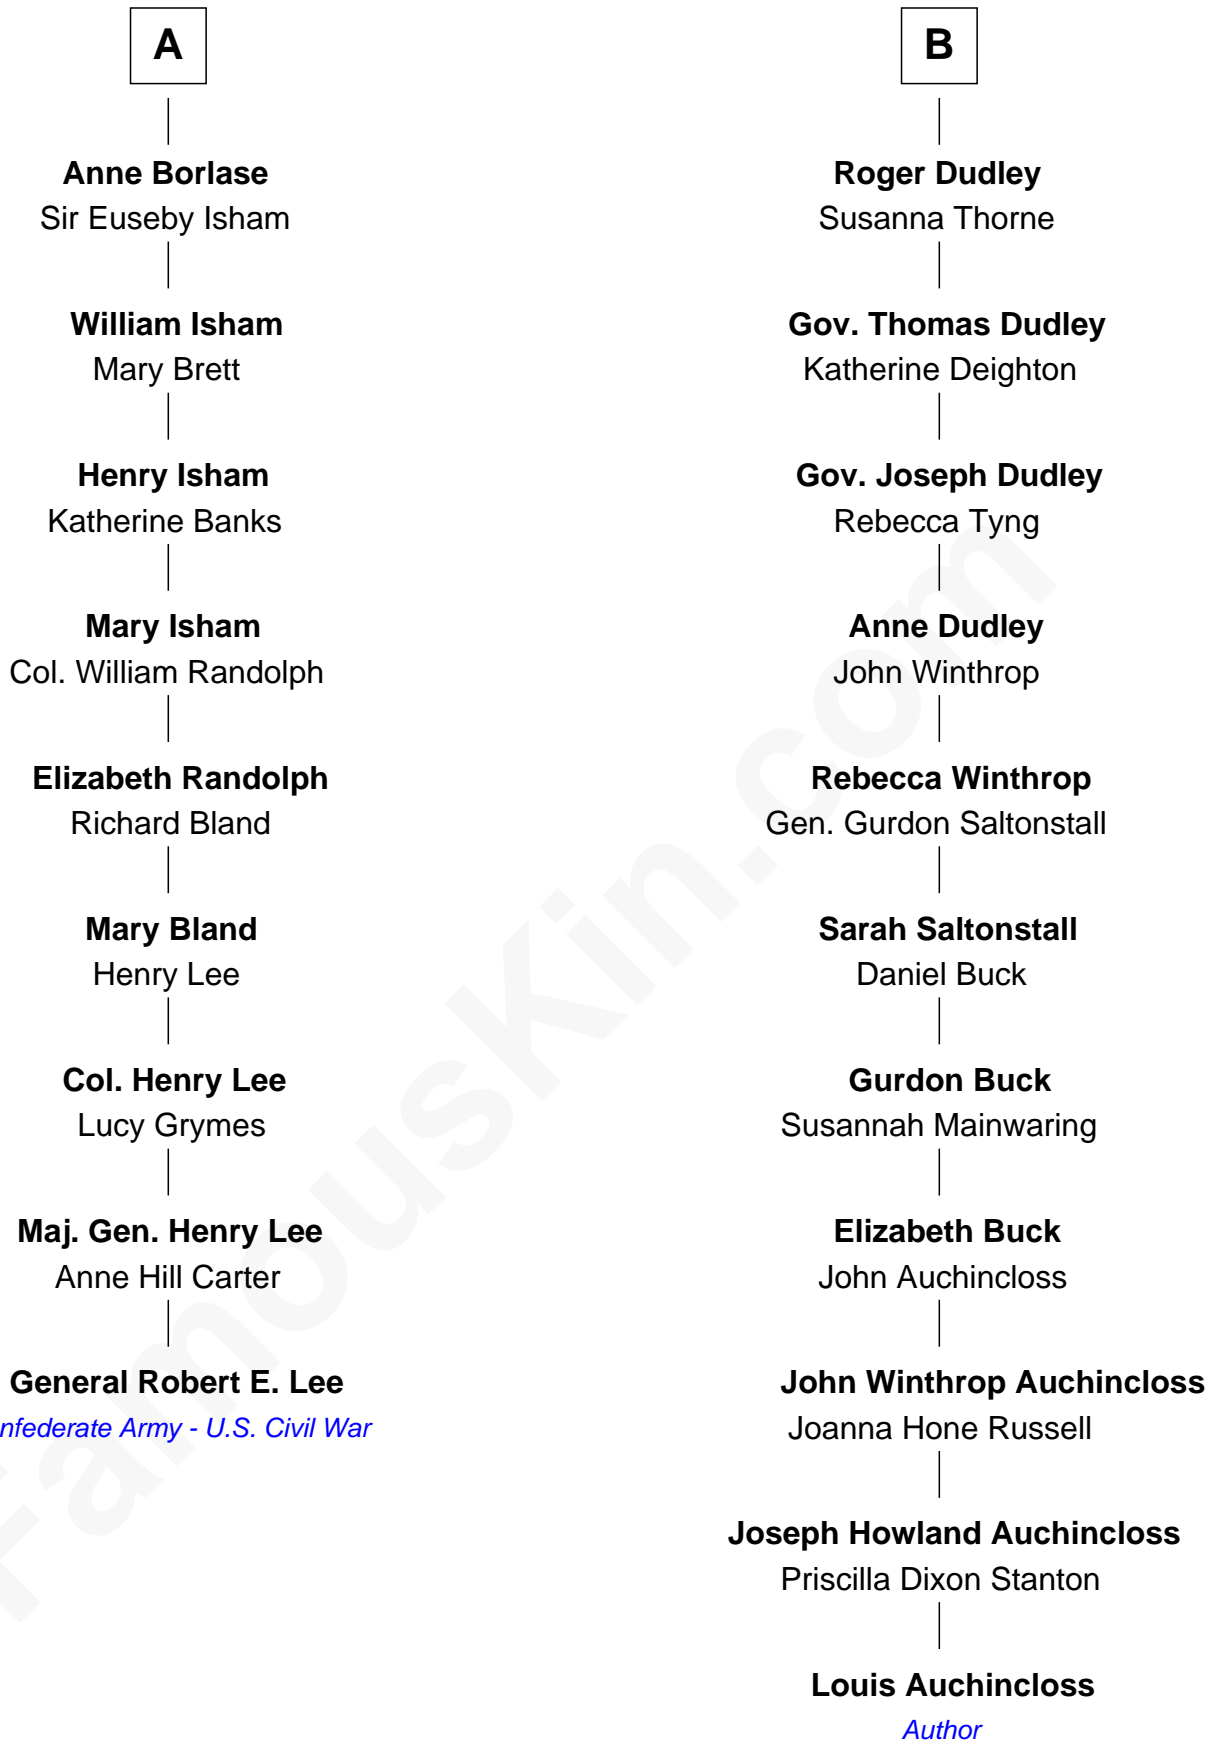 A
Anne Borlase
Sir Euseby Isham
William Isham
Mary Brett
Henry Isham
Katherine Banks
Mary Isham
Col. William Randolph
Elizabeth Randolph
Richard Bland
Mary Bland
Henry Lee
Col. Henry Lee
Lucy Grymes
Maj. Gen. Henry Lee
Anne Hill Carter
General Robert E. Lee
nfederate Army - U.S. Civil War
B
Roger Dudley
Susanna Thorne
Gov. Thomas Dudley
Katherine Deighton
Gov. Joseph Dudley
Rebecca Tyng
Anne Dudley
John Winthrop
Rebecca Winthrop
Gen. Gurdon Saltonstall
Sarah Saltonstall
Daniel Buck
Gurdon Buck
Susannah Mainwaring
Elizabeth Buck
John Auchincloss
John Winthrop Auchincloss
Joanna Hone Russell
Joseph Howland Auchincloss
Priscilla Dixon Stanton
Louis Auchincloss
Author
FamousKin.com